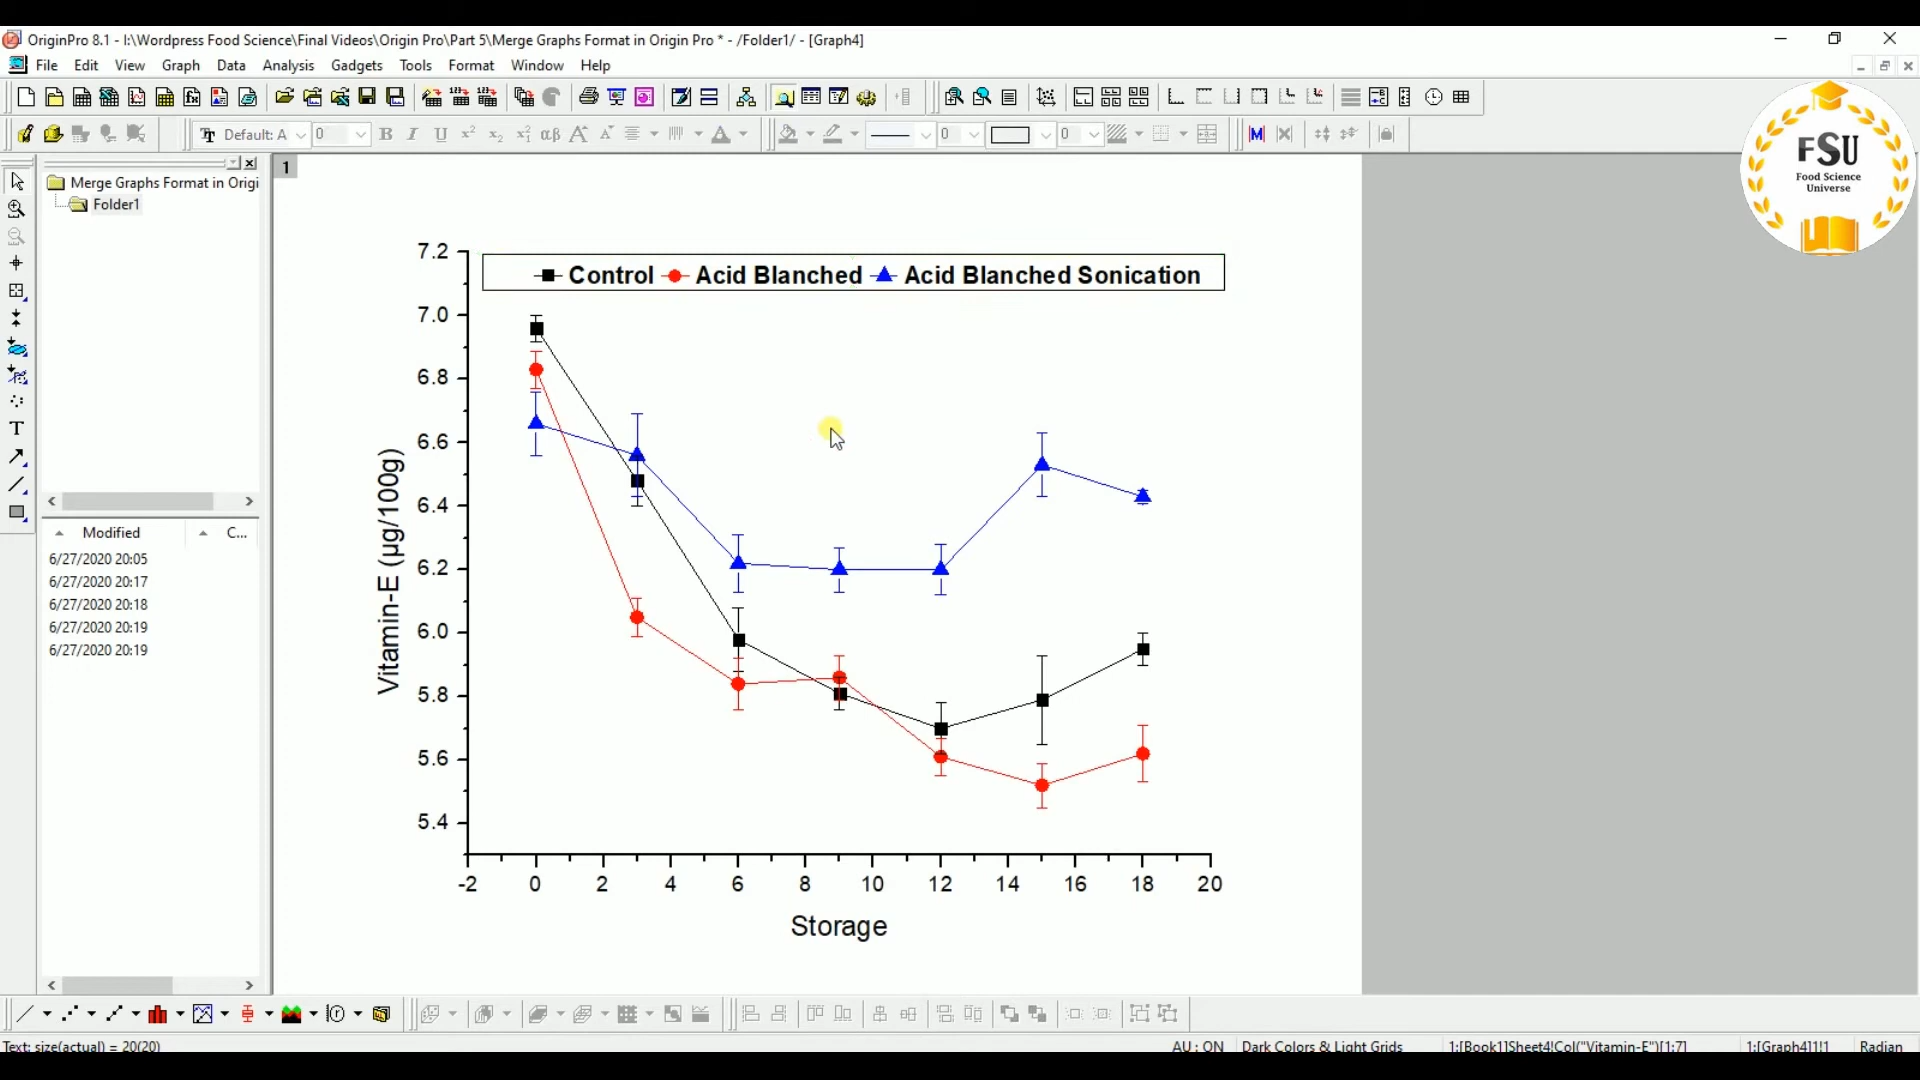 OriginPro 8.1 - I:\Wordpress Food Science\Final Videos\Origin Pro\Part 5\Merge Graphs Format in Origin Pro * - /Folder1/ - [Graph4]
File Edit View Graph Data Analysis Gadgets Tools Format Window Help
Default: A 0 B I U 0 0
FSU
Food Science
Universe
Merge Graphs Format in Origi
Folder1
1
Modified C...
6/27/2020 20:05
6/27/2020 20:17
6/27/2020 20:18
6/27/2020 20:19
6/27/2020 20:19
Control Acid Blanched Acid Blanched Sonication
7.2
7.0
6.8
6.6
6.4
6.2
6.0
5.8
5.6
5.4
Vitamin-E (µg/100g)
-2 0 2 4 6 8 10 12 14 16 18 20
Storage
Text: size(actual) = 20(20) AU : ON Dark Colors & Light Grids 1:[Book1]Sheet4!Col("Vitamin-E")[1:7] 1:[Graph4]1!1 Radian